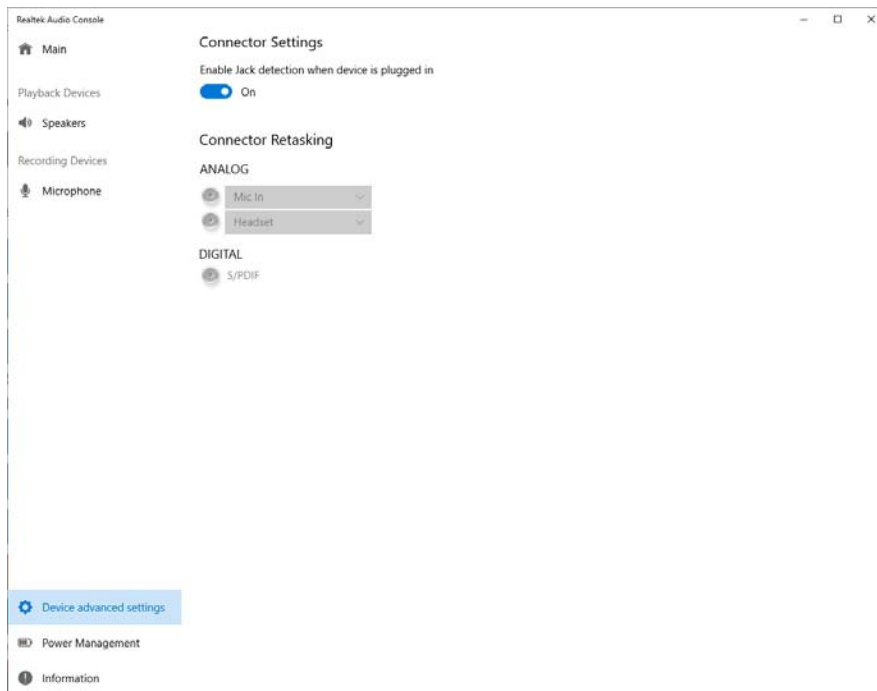 Realtek Audio Console
Main
Playback Devices
Speakers
Recording Devices
Microphone
Device advanced settings
Power Management
Information
Connector Settings
Enable Jack detection when device is plugged in
On
Connector Retasking
ANALOG
Mic In
Headset
DIGITAL
S/PDIF